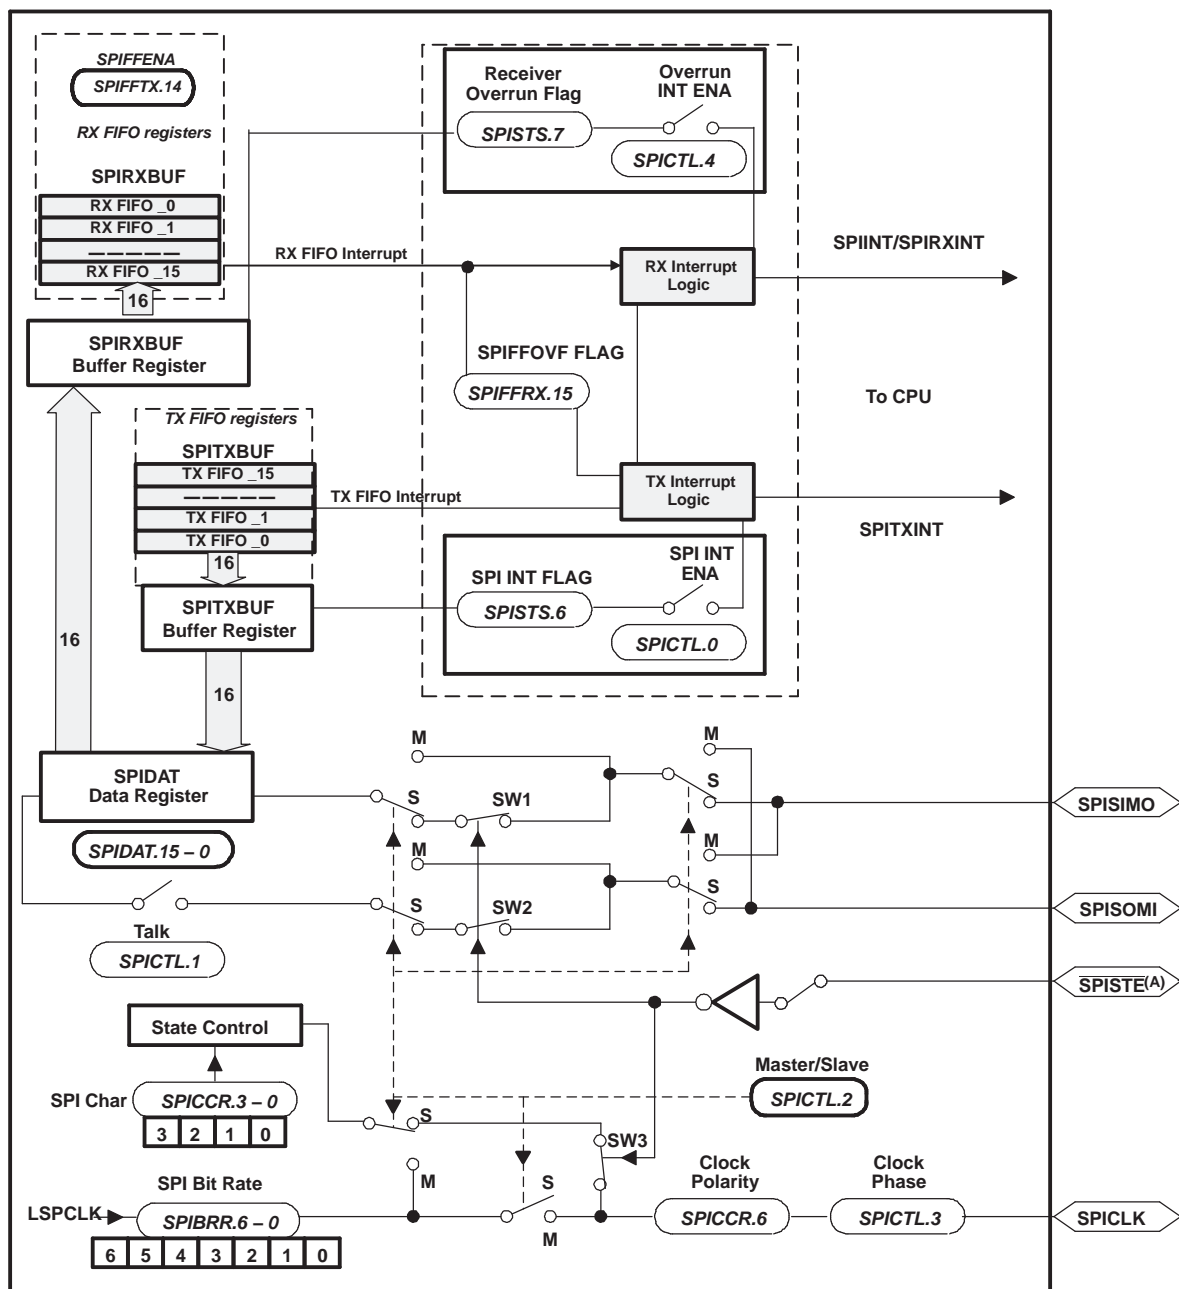 SPIFFENA
SPIFFTX.14
RX FIFO registers
SPIRXBUF
RX FIFO _0
RX FIFO _1
— — — — —
RX FIFO _15
16
SPIRXBUF
Buffer Register
Receiver
Overrun Flag
SPISTS.7
Overrun
INT ENA
SPICTL.4
RX FIFO Interrupt
RX Interrupt
Logic
SPIINT/SPIRXINT
SPIFFOVF FLAG
SPIFFRX.15
To CPU
TX FIFO registers
SPITXBUF
TX FIFO _15
— — — — —
TX FIFO _1
TX FIFO _0
16
TX FIFO Interrupt
TX Interrupt
Logic
SPITXINT
SPITXBUF
Buffer Register
SPI INT FLAG
SPISTS.6
SPI INT
ENA
SPICTL.0
16
16
SPIDAT
Data Register
SPIDAT.15 – 0
M
S
SW1
M
S
SPISIMO
M
S
SW2
M
S
SPISOMI
Talk
SPICTL.1
SPISTE(A)
State Control
SPI Char
SPICCR.3 – 0
3 2 1 0
Master/Slave
SPICTL.2
S
SW3
M
S
M
SPI Bit Rate
LSPCLK
SPIBRR.6 – 0
6 5 4 3 2 1 0
Clock
Polarity
SPICCR.6
Clock
Phase
SPICTL.3
SPICLK